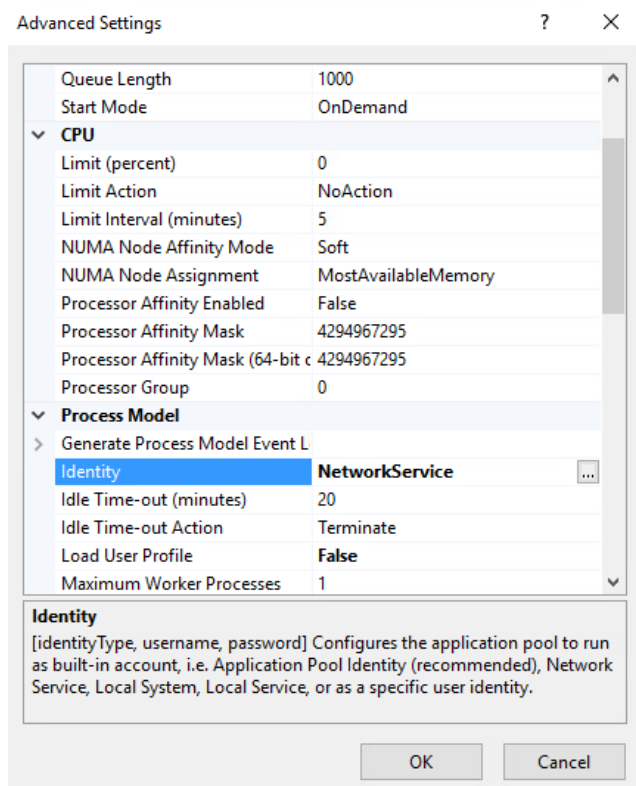 Advanced Settings ?
Queue Length 1000
Start Mode OnDemand
CPU
Limit (percent) 0
Limit Action NoAction
Limit Interval (minutes) 5
NUMA Node Affinity Mode Soft
NUMA Node Assignment MostAvailableMemory
Processor Affinity Enabled False
Processor Affinity Mask 4294967295
Processor Affinity Mask (64-bit c 4294967295
Processor Group 0
Process Model
Generate Process Model Event L
Identity NetworkService ...
Idle Time-out (minutes) 20
Idle Time-out Action Terminate
Load User Profile False
Maximum Worker Processes 1
Identity
[identityType, username, password] Configures the application pool to run
as built-in account, i.e. Application Pool Identity (recommended), Network
Service, Local System, Local Service, or as a specific user identity.
OK Cancel